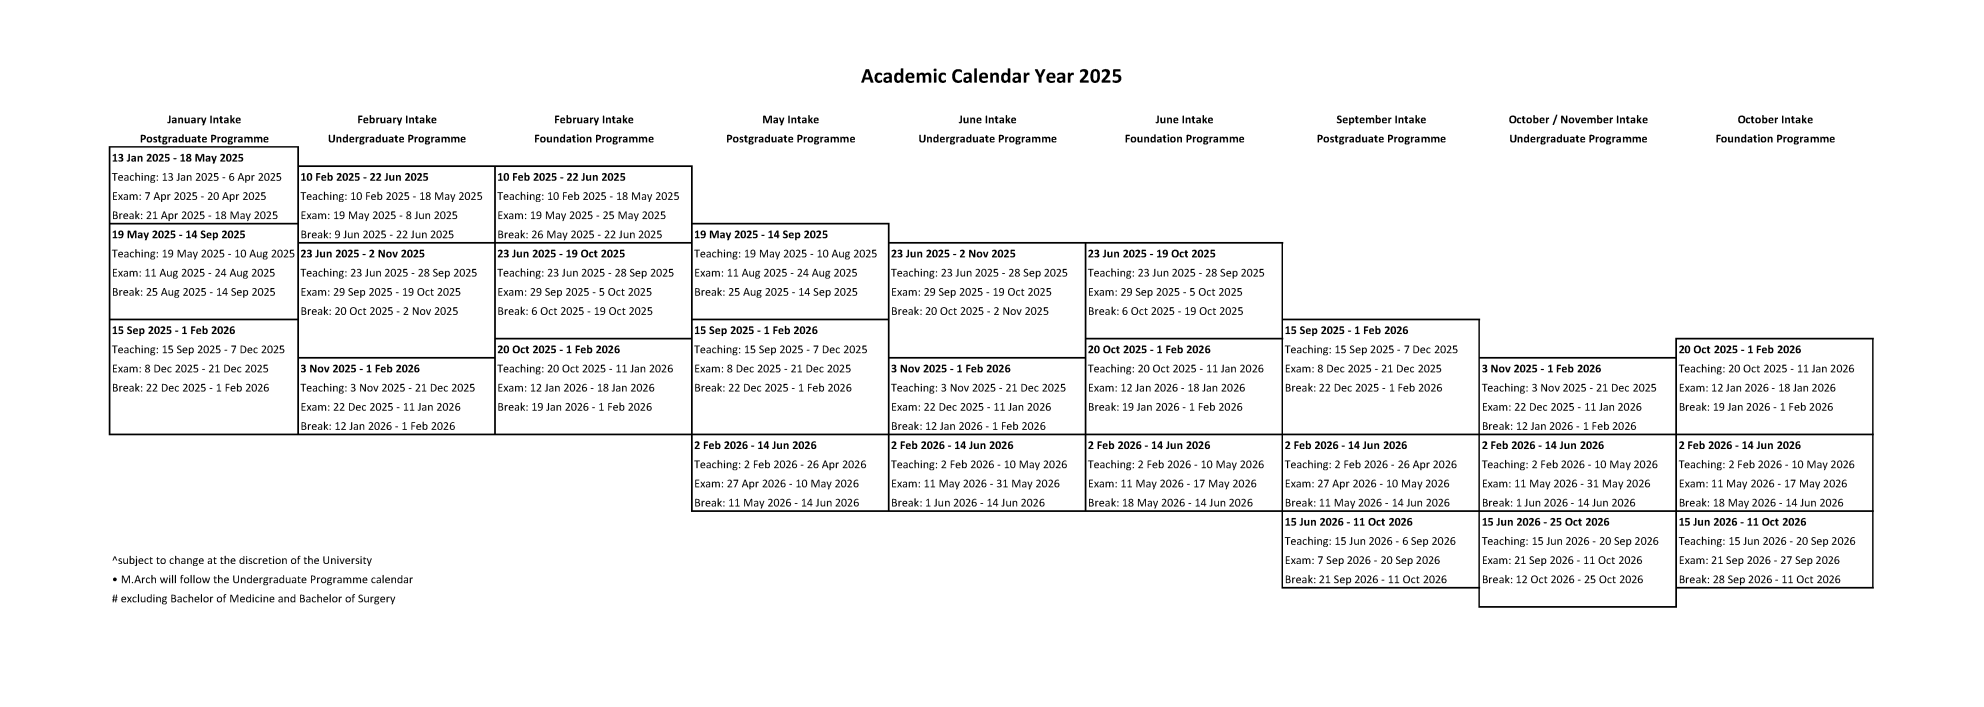 Academic Calendar Year 2025
January Intake
Postgraduate Programme
13 Jan 2025 - 18 May 2025
Teaching: 13 Jan 2025 - 6 Apr 2025
Exam: 7 Apr 2025 - 20 Apr 2025
Break: 21 Apr 2025 - 18 May 2025
19 May 2025 - 14 Sep 2025
Teaching: 19 May 2025 - 10 Aug 2025
Exam: 11 Aug 2025 - 24 Aug 2025
Break: 25 Aug 2025 - 14 Sep 2025
15 Sep 2025 - 1 Feb 2026
Teaching: 15 Sep 2025 - 7 Dec 2025
Exam: 8 Dec 2025 - 21 Dec 2025
Break: 22 Dec 2025 - 1 Feb 2026
February Intake
Undergraduate Programme
10 Feb 2025 - 22 Jun 2025
Teaching: 10 Feb 2025 - 18 May 2025
Exam: 19 May 2025 - 8 Jun 2025
Break: 9 Jun 2025 - 22 Jun 2025
23 Jun 2025 - 2 Nov 2025
Teaching: 23 Jun 2025 - 28 Sep 2025
Exam: 29 Sep 2025 - 19 Oct 2025
Break: 20 Oct 2025 - 2 Nov 2025
3 Nov 2025 - 1 Feb 2026
Teaching: 3 Nov 2025 - 21 Dec 2025
Exam: 22 Dec 2025 - 11 Jan 2026
Break: 12 Jan 2026 - 1 Feb 2026
February Intake
Foundation Programme
10 Feb 2025 - 22 Jun 2025
Teaching: 10 Feb 2025 - 18 May 2025
Exam: 19 May 2025 - 25 May 2025
Break: 26 May 2025 - 22 Jun 2025
23 Jun 2025 - 19 Oct 2025
Teaching: 23 Jun 2025 - 28 Sep 2025
Exam: 29 Sep 2025 - 5 Oct 2025
Break: 6 Oct 2025 - 19 Oct 2025
20 Oct 2025 - 1 Feb 2026
Teaching: 20 Oct 2025 - 11 Jan 2026
Exam: 12 Jan 2026 - 18 Jan 2026
Break: 19 Jan 2026 - 1 Feb 2026
May Intake
Postgraduate Programme
19 May 2025 - 14 Sep 2025
Teaching: 19 May 2025 - 10 Aug 2025
Exam: 11 Aug 2025 - 24 Aug 2025
Break: 25 Aug 2025 - 14 Sep 2025
15 Sep 2025 - 1 Feb 2026
Teaching: 15 Sep 2025 - 7 Dec 2025
Exam: 8 Dec 2025 - 21 Dec 2025
Break: 22 Dec 2025 - 1 Feb 2026
2 Feb 2026 - 14 Jun 2026
Teaching: 2 Feb 2026 - 26 Apr 2026
Exam: 27 Apr 2026 - 10 May 2026
Break: 11 May 2026 - 14 Jun 2026
June Intake
Undergraduate Programme
23 Jun 2025 - 2 Nov 2025
Teaching: 23 Jun 2025 - 28 Sep 2025
Exam: 29 Sep 2025 - 19 Oct 2025
Break: 20 Oct 2025 - 2 Nov 2025
3 Nov 2025 - 1 Feb 2026
Teaching: 3 Nov 2025 - 21 Dec 2025
Exam: 22 Dec 2025 - 11 Jan 2026
Break: 12 Jan 2026 - 1 Feb 2026
2 Feb 2026 - 14 Jun 2026
Teaching: 2 Feb 2026 - 10 May 2026
Exam: 11 May 2026 - 31 May 2026
Break: 1 Jun 2026 - 14 Jun 2026
June Intake
Foundation Programme
23 Jun 2025 - 19 Oct 2025
Teaching: 23 Jun 2025 - 28 Sep 2025
Exam: 29 Sep 2025 - 5 Oct 2025
Break: 6 Oct 2025 - 19 Oct 2025
20 Oct 2025 - 1 Feb 2026
Teaching: 20 Oct 2025 - 11 Jan 2026
Exam: 12 Jan 2026 - 18 Jan 2026
Break: 19 Jan 2026 - 1 Feb 2026
2 Feb 2026 - 14 Jun 2026
Teaching: 2 Feb 2026 - 10 May 2026
Exam: 11 May 2026 - 17 May 2026
Break: 18 May 2026 - 14 Jun 2026
September Intake
Postgraduate Programme
15 Sep 2025 - 1 Feb 2026
Teaching: 15 Sep 2025 - 7 Dec 2025
Exam: 8 Dec 2025 - 21 Dec 2025
Break: 22 Dec 2025 - 1 Feb 2026
2 Feb 2026 - 14 Jun 2026
Teaching: 2 Feb 2026 - 26 Apr 2026
Exam: 27 Apr 2026 - 10 May 2026
Break: 11 May 2026 - 14 Jun 2026
15 Jun 2026 - 11 Oct 2026
Teaching: 15 Jun 2026 - 6 Sep 2026
Exam: 7 Sep 2026 - 20 Sep 2026
Break: 21 Sep 2026 - 11 Oct 2026
October / November Intake
Undergraduate Programme
3 Nov 2025 - 1 Feb 2026
Teaching: 3 Nov 2025 - 21 Dec 2025
Exam: 22 Dec 2025 - 11 Jan 2026
Break: 12 Jan 2026 - 1 Feb 2026
2 Feb 2026 - 14 Jun 2026
Teaching: 2 Feb 2026 - 10 May 2026
Exam: 11 May 2026 - 31 May 2026
Break: 1 Jun 2026 - 14 Jun 2026
15 Jun 2026 - 25 Oct 2026
Teaching: 15 Jun 2026 - 20 Sep 2026
Exam: 21 Sep 2026 - 11 Oct 2026
Break: 12 Oct 2026 - 25 Oct 2026
October Intake
Foundation Programme
20 Oct 2025 - 1 Feb 2026
Teaching: 20 Oct 2025 - 11 Jan 2026
Exam: 12 Jan 2026 - 18 Jan 2026
Break: 19 Jan 2026 - 1 Feb 2026
2 Feb 2026 - 14 Jun 2026
Teaching: 2 Feb 2026 - 10 May 2026
Exam: 11 May 2026 - 17 May 2026
Break: 18 May 2026 - 14 Jun 2026
15 Jun 2026 - 11 Oct 2026
Teaching: 15 Jun 2026 - 20 Sep 2026
Exam: 21 Sep 2026 - 27 Sep 2026
Break: 28 Sep 2026 - 11 Oct 2026
^subject to change at the discretion of the University
• M.Arch will follow the Undergraduate Programme calendar
# excluding Bachelor of Medicine and Bachelor of Surgery